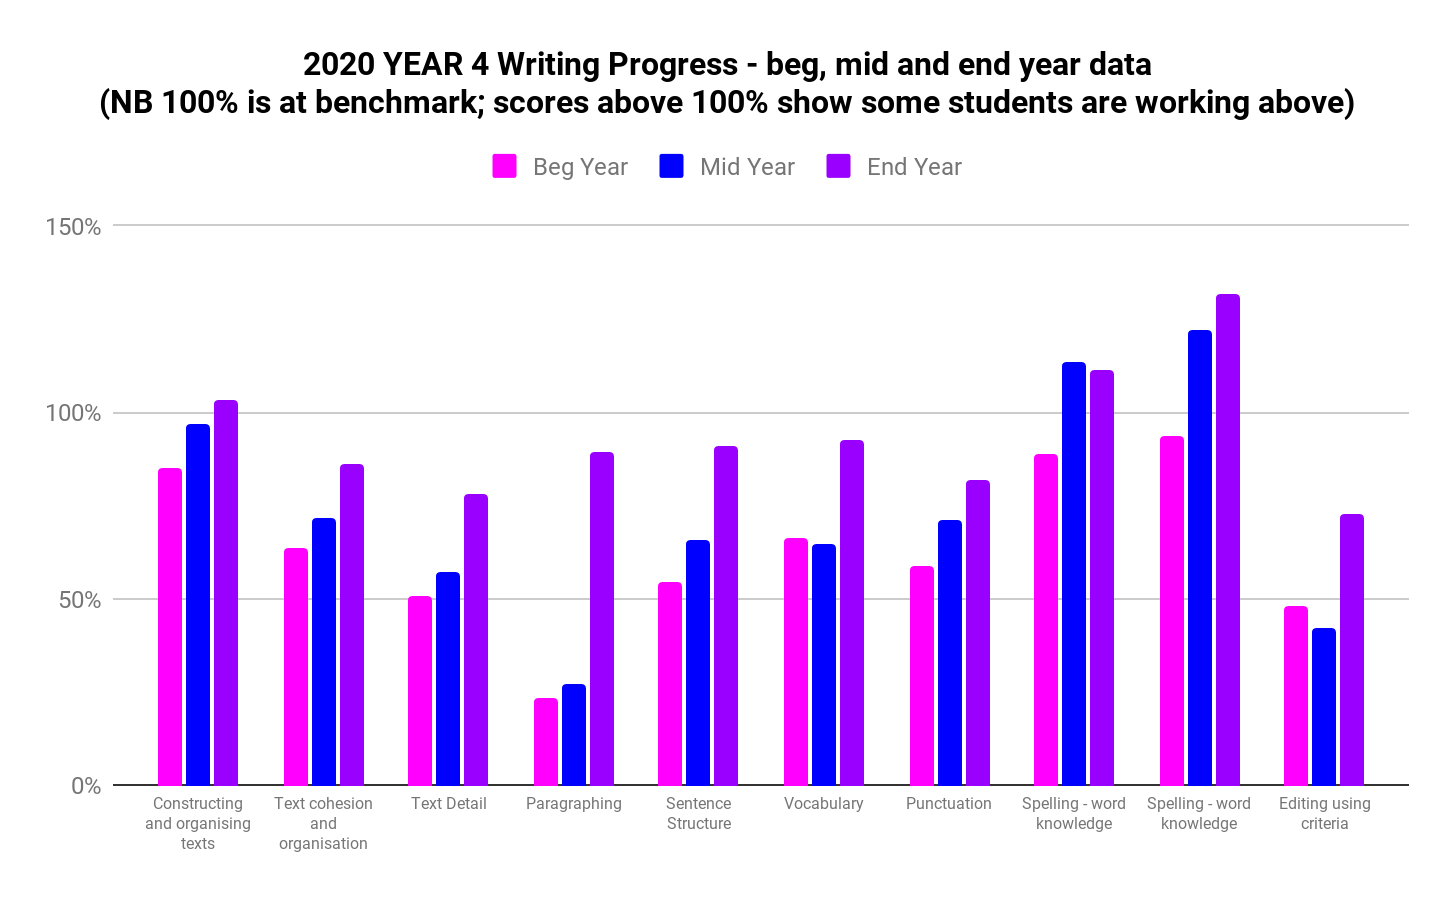 2020 YEAR 4 Writing Progress - beg, mid and end year data
(NB 100% is at benchmark; scores above 100% show some students are working above)
Beg Year Mid Year End Year
150%
100%
50%
0%
Constructing
and organising
texts
Text cohesion
and
organisation
Text Detail
Paragraphing
Sentence
Structure
Vocabulary
Punctuation
Spelling - word
knowledge
Spelling - word
knowledge
Editing using
criteria